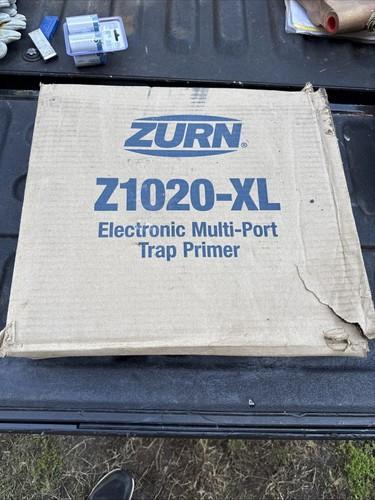 ZURN®
Z1020-XL
Electronic Multi-Port
Trap Primer